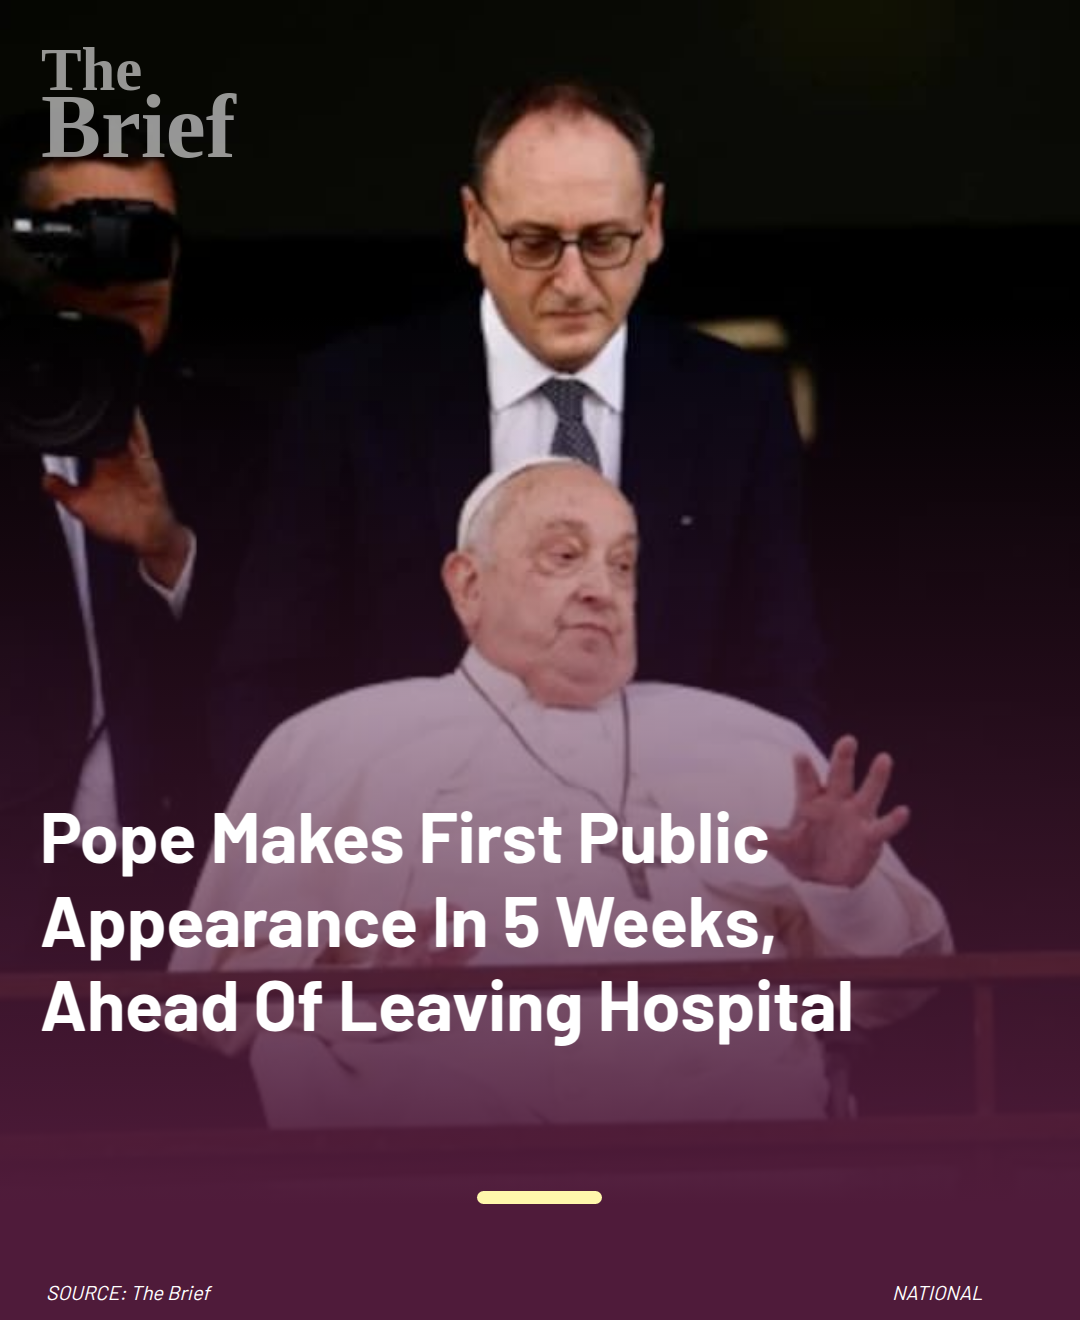 The
Brief
Pope Makes First Public
Appearance In 5 Weeks,
Ahead Of Leaving Hospital
SOURCE: The Brief
NATIONAL